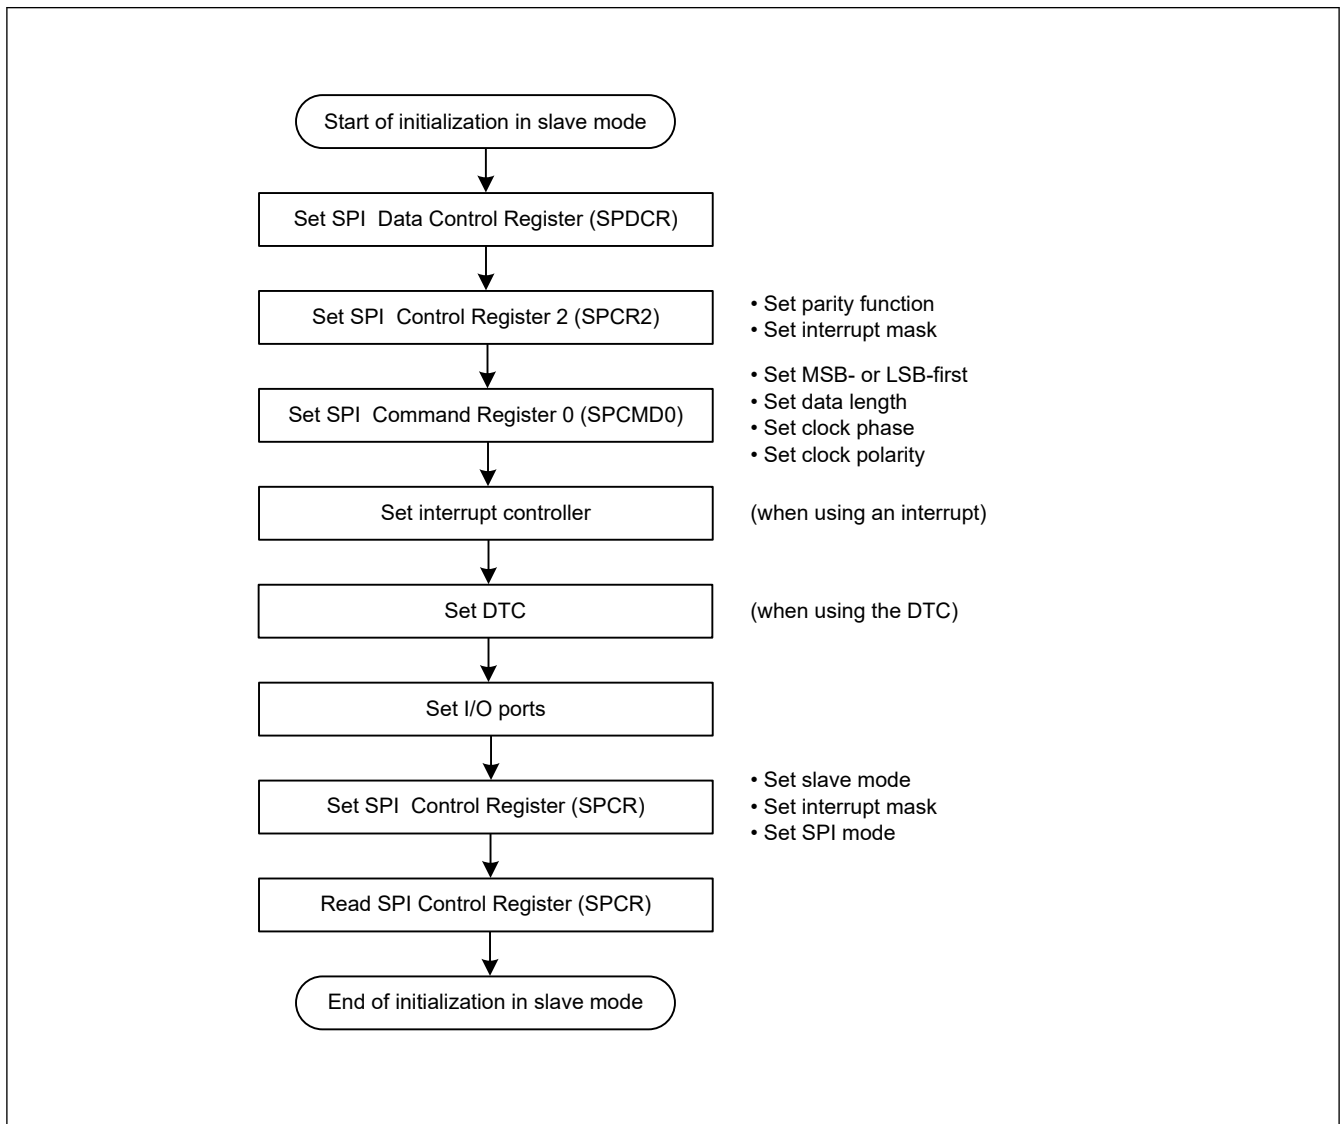 Start of initialization in slave mode
Set SPI  Data Control Register (SPDCR)
Set SPI  Control Register 2 (SPCR2)
• Set parity function
• Set interrupt mask
Set SPI  Command Register 0 (SPCMD0)
• Set MSB- or LSB-first
• Set data length
• Set clock phase
• Set clock polarity
Set interrupt controller
(when using an interrupt)
Set DTC
(when using the DTC)
Set I/O ports
Set SPI  Control Register (SPCR)
• Set slave mode
• Set interrupt mask
• Set SPI mode
Read SPI Control Register (SPCR)
End of initialization in slave mode